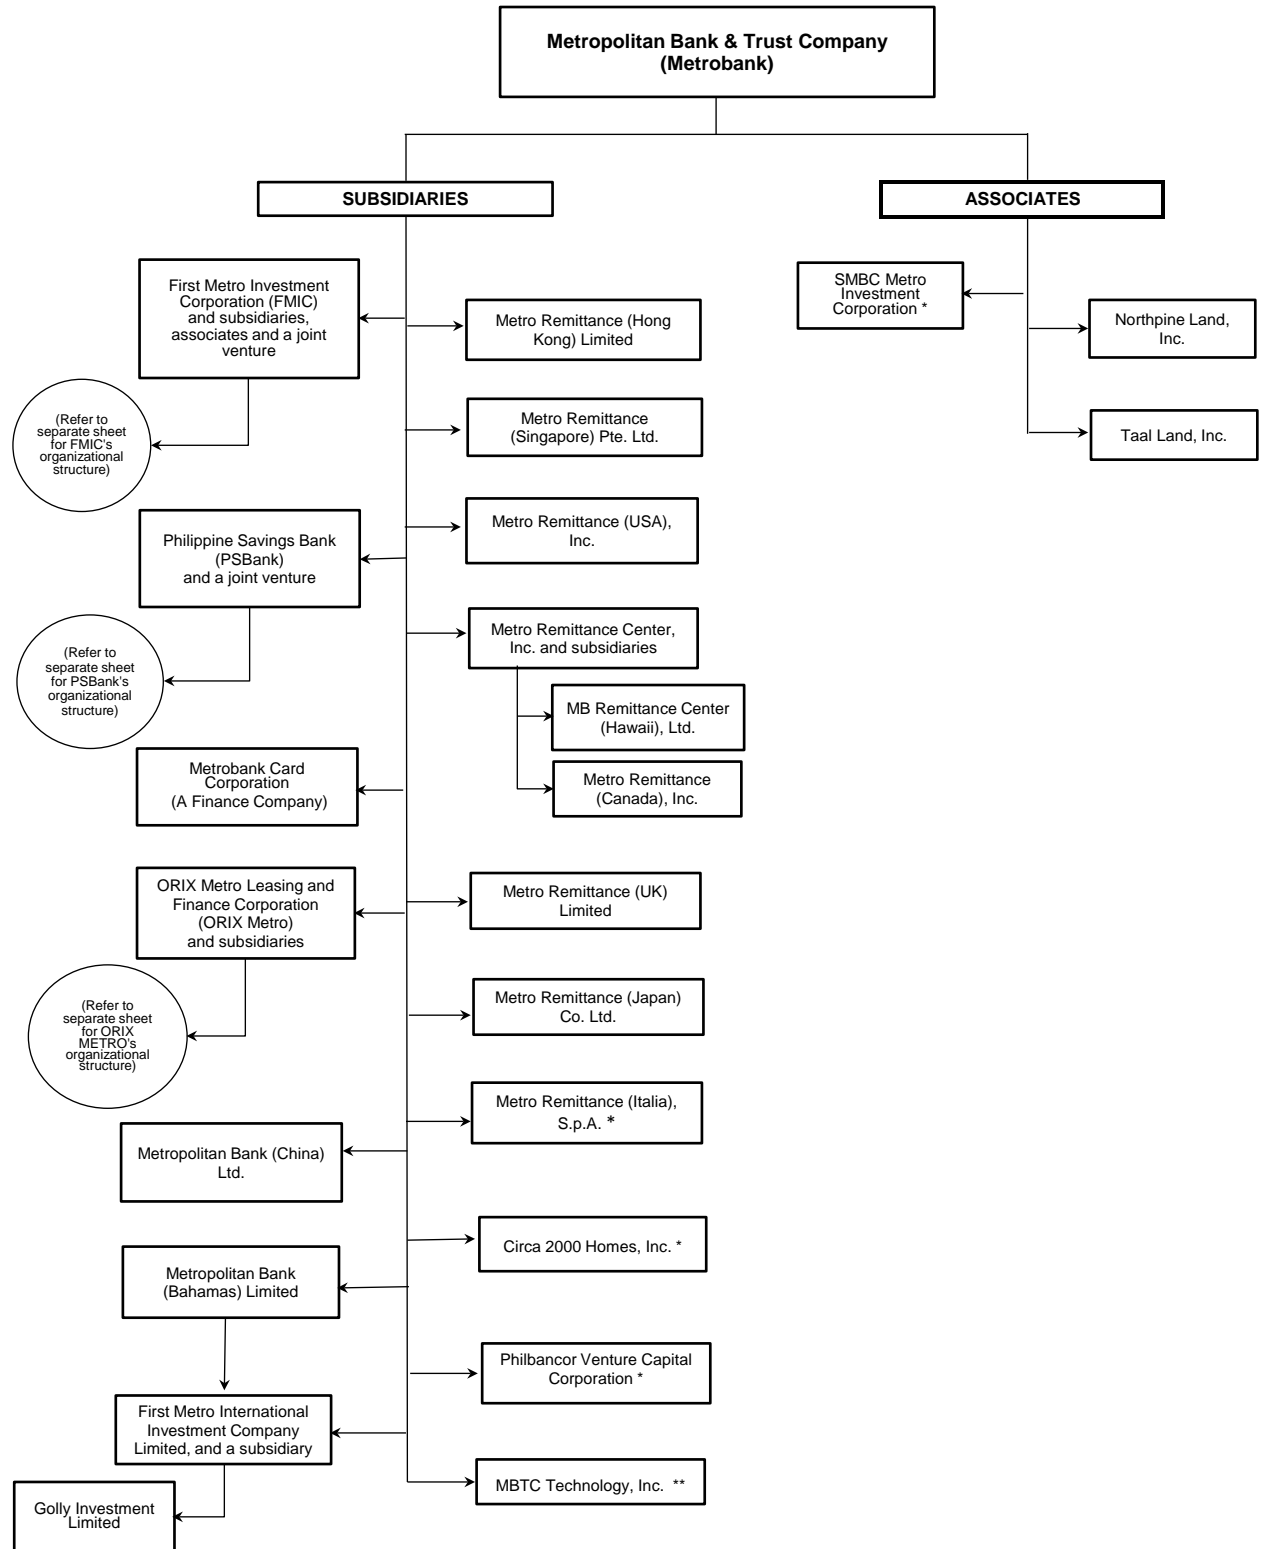 Metropolitan Bank & Trust Company
(Metrobank)
SUBSIDIARIES
ASSOCIATES
First Metro Investment
Corporation (FMIC)
and subsidiaries,
associates and a joint
venture
(Refer to
separate sheet
for FMIC's
organizational
structure)
Philippine Savings Bank
(PSBank)
and a joint venture
(Refer to
separate sheet
for PSBank's
organizational
structure)
Metrobank Card
Corporation
(A Finance Company)
ORIX Metro Leasing and
Finance Corporation
(ORIX Metro)
and subsidiaries
(Refer to
separate sheet
for ORIX
METRO's
organizational
structure)
Metropolitan Bank (China)
Ltd.
Metropolitan Bank
(Bahamas) Limited
First Metro International
Investment Company
Limited, and a subsidiary
Golly Investment
Limited
Metro Remittance (Hong
Kong) Limited
Metro Remittance
(Singapore) Pte. Ltd.
Metro Remittance (USA),
Inc.
Metro Remittance Center,
Inc. and subsidiaries
MB Remittance Center
(Hawaii), Ltd.
Metro Remittance
(Canada), Inc.
Metro Remittance (UK)
Limited
Metro Remittance (Japan)
Co. Ltd.
Metro Remittance (Italia),
S.p.A. *
Circa 2000 Homes, Inc. *
Philbancor Venture Capital
Corporation *
MBTC Technology, Inc. **
SMBC Metro
Investment
Corporation *
Northpine Land,
Inc.
Taal Land, Inc.